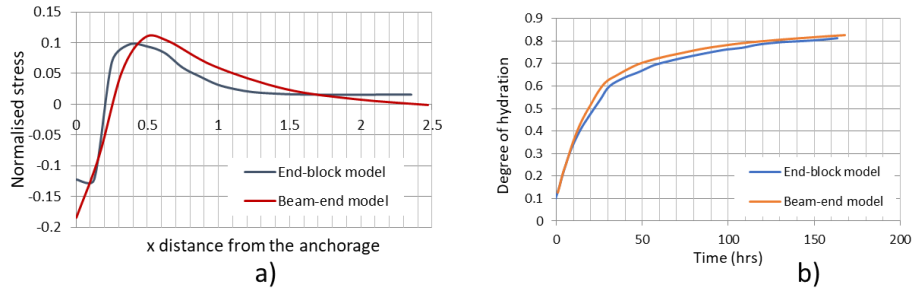 0.15
0.1
0.05
0
-0.05
-0.1
-0.15
-0.2
Normalised stress
0 0.5 1 1.5 2 2.5
End-block model
Beam-end model
x distance from the anchorage
a)
0.9
0.8
0.7
0.6
0.5
0.4
0.3
0.2
0.1
0
Degree of hydration
End-block model
Beam-end model
0 50 100 150 200
Time (hrs)
b)